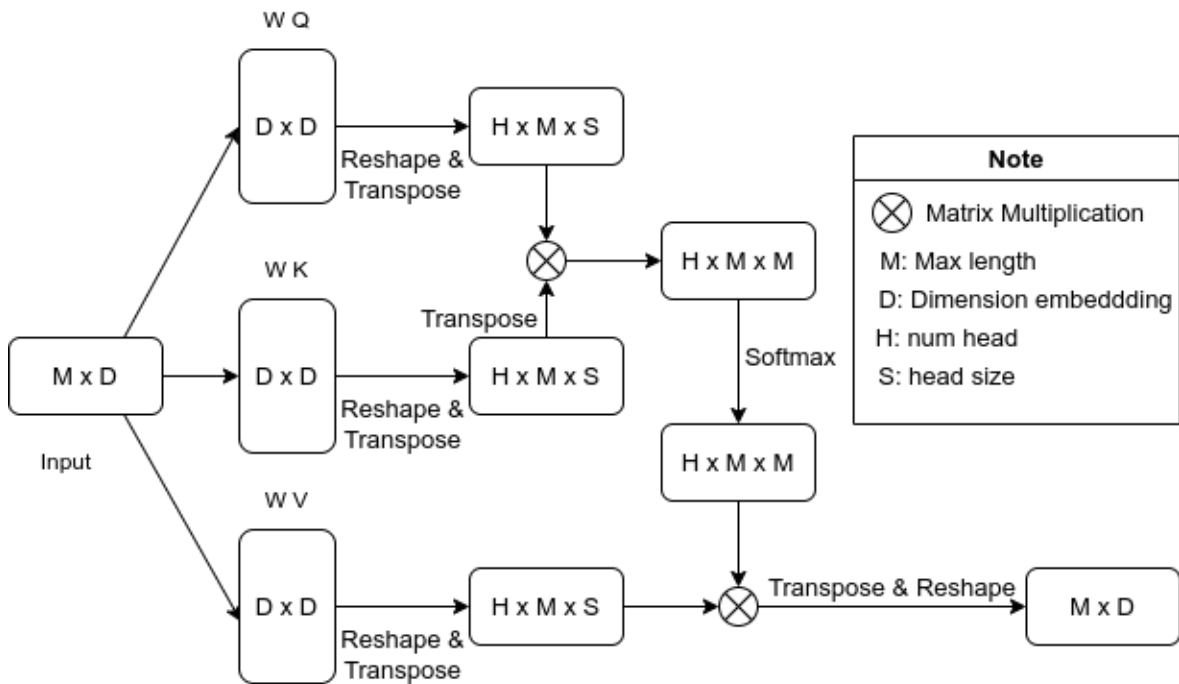 W Q
D x D
Reshape &
Transpose
H x M x S
W K
D x D
Reshape &
Transpose
Transpose
H x M x S
M x D
Input
W V
D x D
Reshape &
Transpose
H x M x S
H x M x M
Softmax
H x M x M
Transpose & Reshape
M x D
Note
Matrix Multiplication
M: Max length
D: Dimension embeddding
H: num head
S: head size